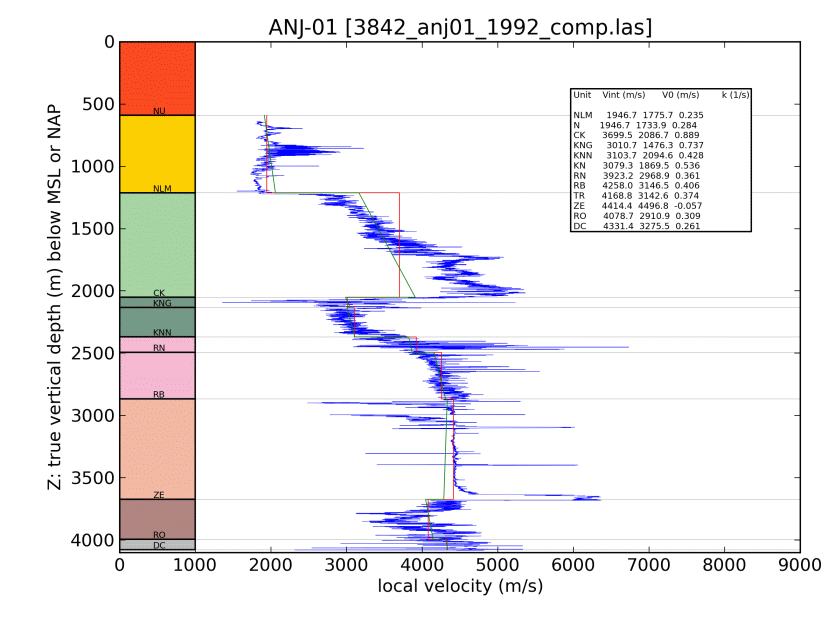 ANJ-01 [3842_anj01_1992_comp.las]
0
500
1000
1500
2000
2500
3000
3500
4000
Z: true vertical depth (m) below MSL or NAP
NU
NLM
CK
KNG
KNN
RN
RB
ZE
RO
DC
Unit Vint (m/s) V0 (m/s) k (1/s)
NLM 1946.7 1775.7 0.235
N 1946.7 1733.9 0.284
CK 3699.5 2086.7 0.889
KNG 3010.7 1476.3 0.737
KNN 3103.7 2094.6 0.428
KN 3079.3 1869.5 0.536
RN 3923.2 2968.9 0.361
RB 4258.0 3146.5 0.406
TR 4168.8 3142.6 0.374
ZE 4414.4 4496.8 -0.057
RO 4078.7 2910.9 0.309
DC 4331.4 3275.5 0.261
0 1000 2000 3000 4000 5000 6000 7000 8000 9000
local velocity (m/s)